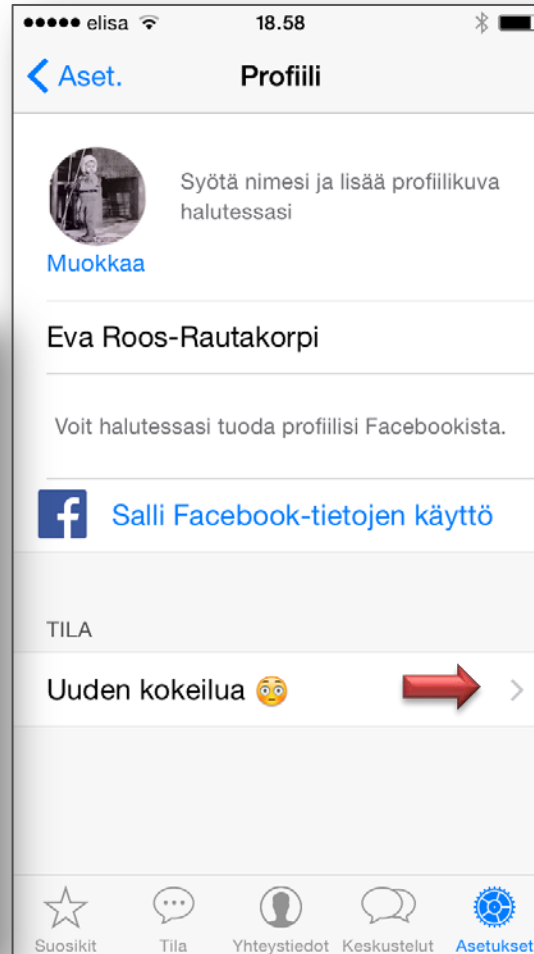 elisa 18.58
Aset. Profiili
Syötä nimesi ja lisää profiilikuva
halutessasi
Muokkaa
Eva Roos-Rautakorpi
Voit halutessasi tuoda profiilisi Facebookista.
f Salli Facebook-tietojen käyttö
TILA
Uuden kokeilua 😳
Suosikit Tila Yhteystiedot Keskustelut Asetukset